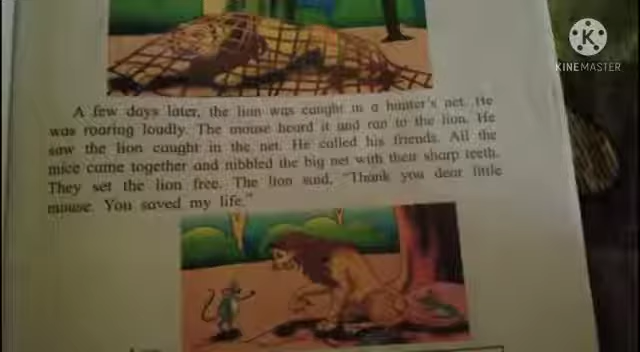 KINEMASTER
A few days later, the lion was caught in a hunter's net. He
was roaring loudly. The mouse heard it and ran to the lion. He
saw the lion caught in the net. He called his friends. All the
mice came together and nibbled the big net with their sharp teeth.
They set the lion free. The lion said, "Thank you dear little
mouse. You saved my life."